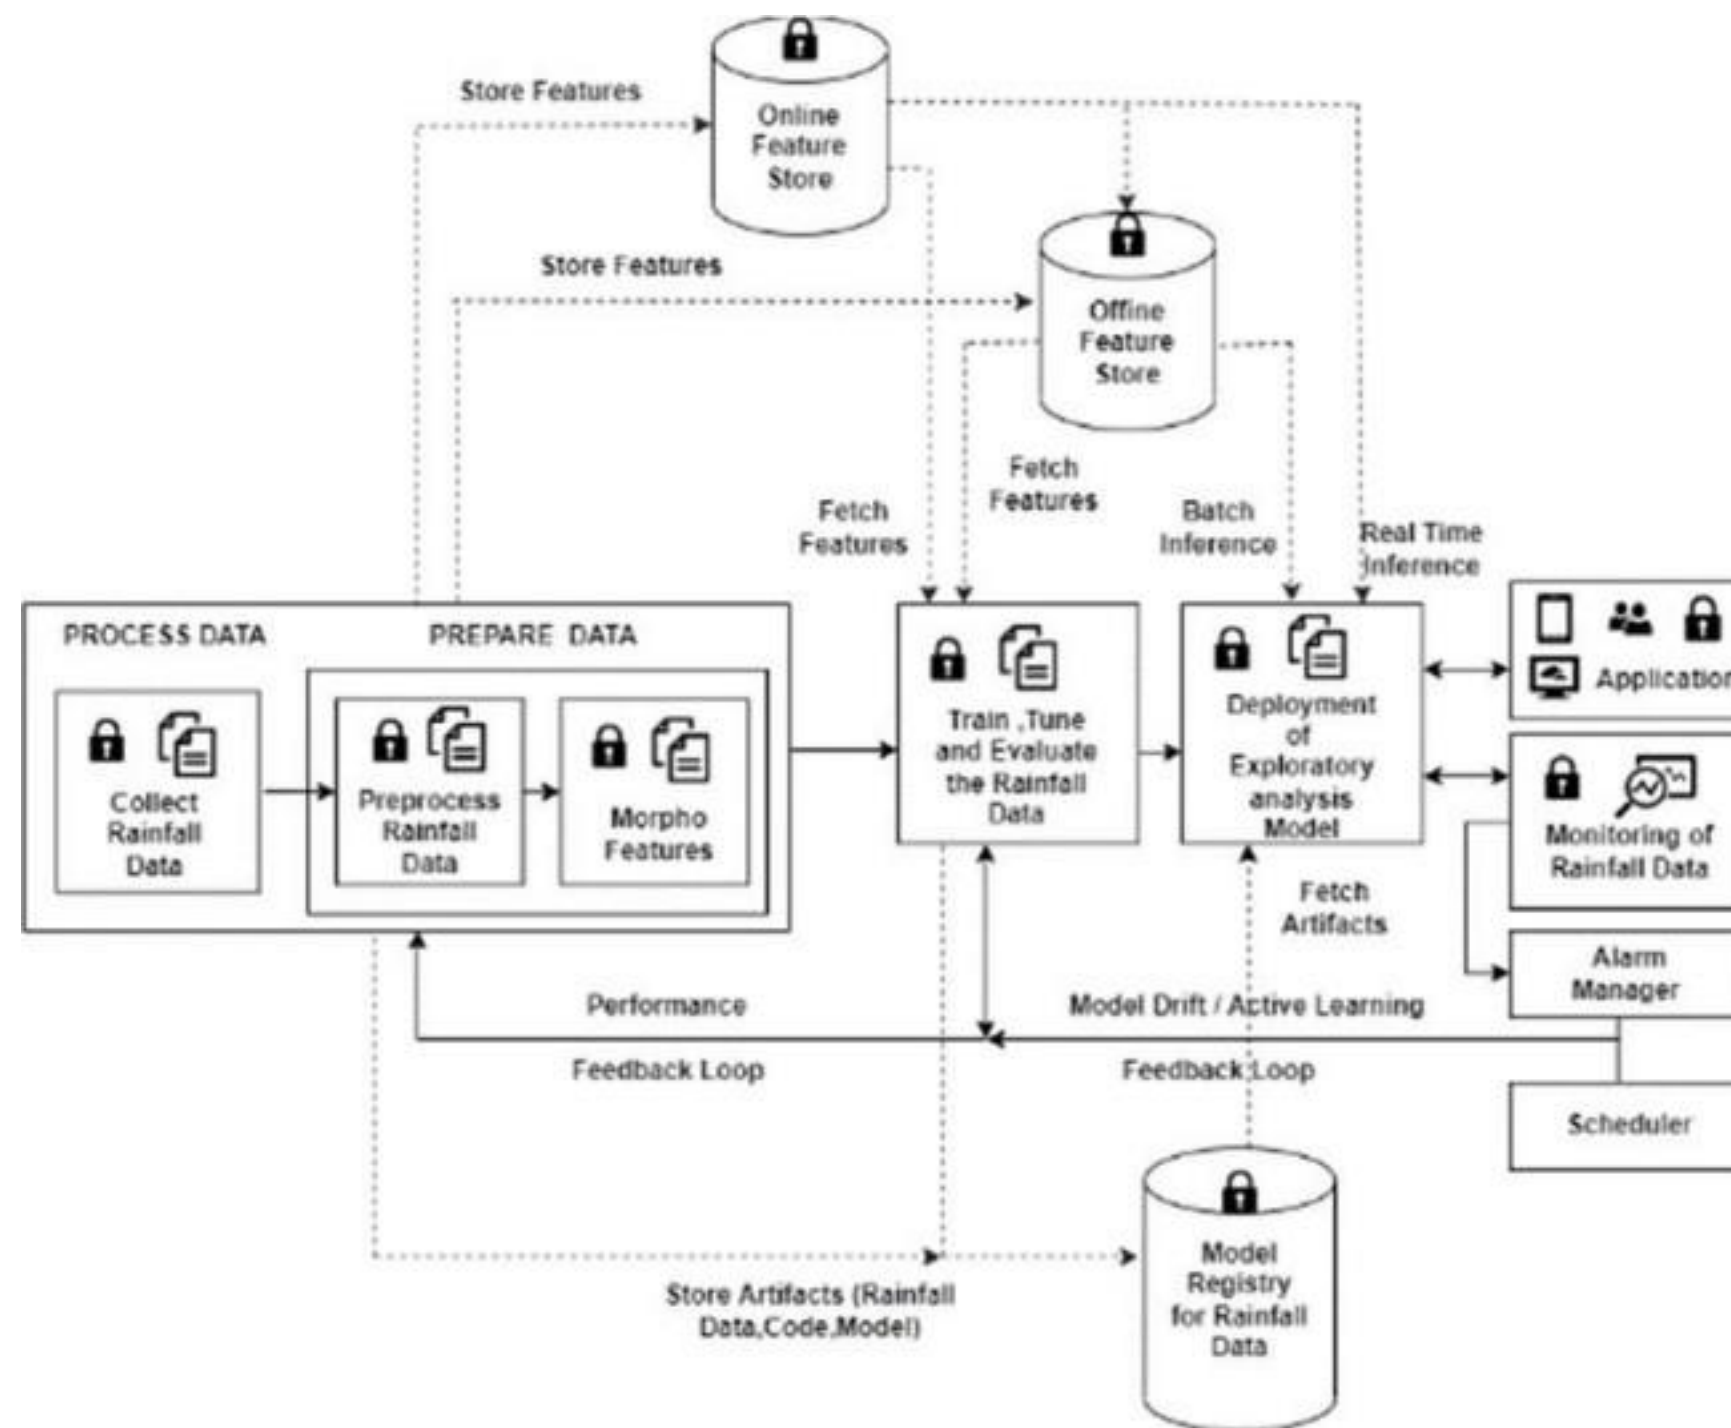 Store Features
Online
Feature
Store
Store Features
Offine
Feature
Store
Fetch
Features
Fetch
Features
Batch
Inference
Real Time
Inference
PROCESS DATA
PREPARE DATA
Collect
Rainfall
Data
Preprocess
Rainfall
Data
Morpho
Features
Train ,Tune
and Evaluate
the Rainfall
Data
Deployment
of
Exploratory
analysis
Model
Application
Monitoring of
Rainfall Data
Alarm
Manager
Scheduler
Fetch
Artifacts
Performance
Feedback Loop
Model Drift / Active Learning
Feedback Loop
Store Artifacts (Rainfall
Data,Code,Model)
Model
Registry
for Rainfall
Data